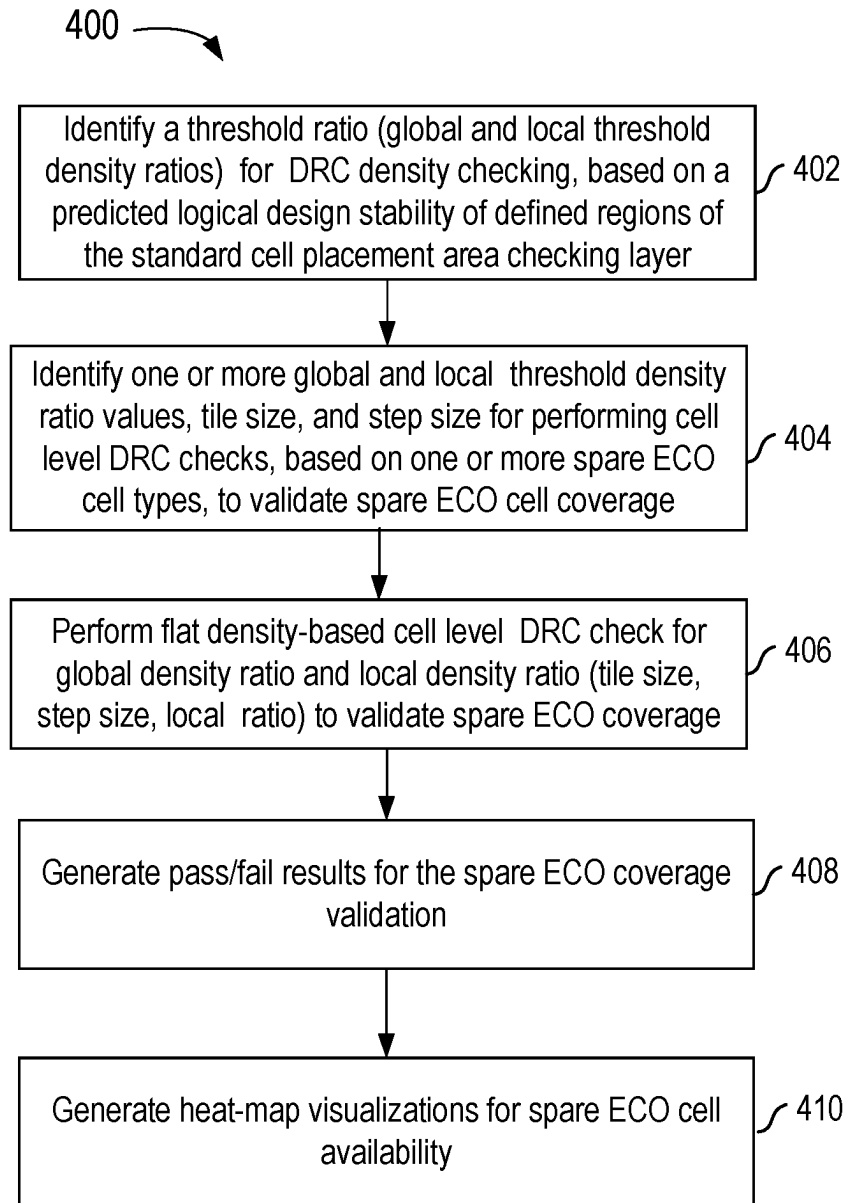 400
Identify a threshold ratio (global and local threshold
density ratios) for DRC density checking, based on a
predicted logical design stability of defined regions of
the standard cell placement area checking layer
402
Identify one or more global and local threshold density
ratio values, tile size, and step size for performing cell
level DRC checks, based on one or more spare ECO
cell types, to validate spare ECO cell coverage
404
Perform flat density-based cell level DRC check for
global density ratio and local density ratio (tile size,
step size, local ratio) to validate spare ECO coverage
406
Generate pass/fail results for the spare ECO coverage
validation
408
Generate heat-map visualizations for spare ECO cell
availability
410